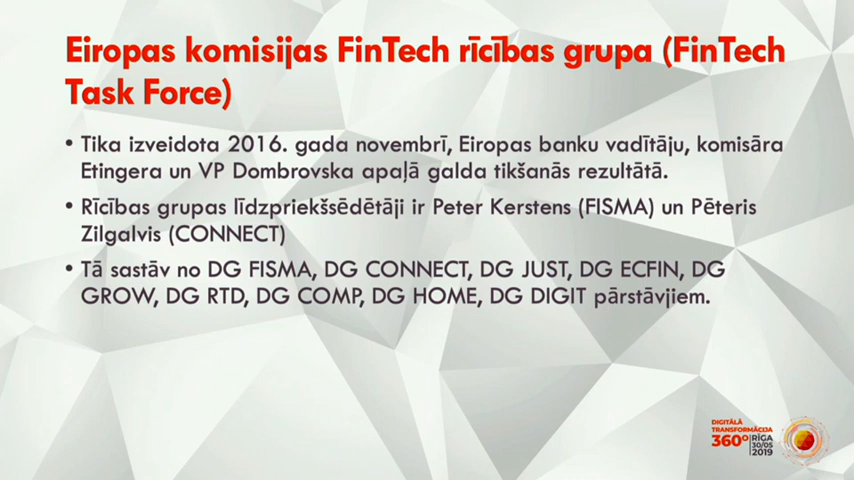 Eiropas komisijas FinTech rīcības grupa (FinTech
Task Force)
• Tika izveidota 2016. gada novembrī, Eiropas banku vadītāju, komisāra
Etingera un VP Dombrovska apaļā galda tikšanās rezultātā.
• Rīcības grupas līdzpriekšsēdētāji ir Peter Kerstens (FISMA) un Pēteris
Zilgalvis (CONNECT)
• Tā sastāv no DG FISMA, DG CONNECT, DG JUST, DG ECFIN, DG
GROW, DG RTD, DG COMP, DG HOME, DG DIGIT pārstāvjiem.
DIGITĀLĀ
TRANSFORMĀCIJA
360° RĪGA
30/05
2019